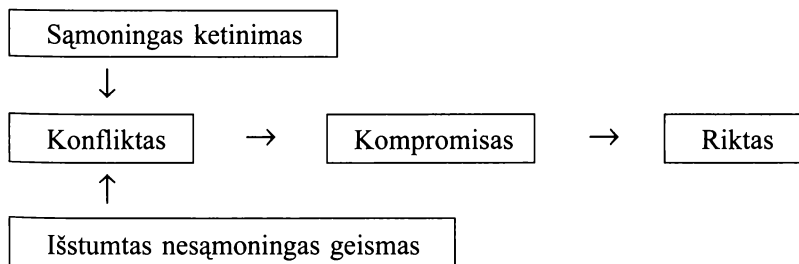 Sąmoningas ketinimas
Konfliktas → Kompromisas → Riktas
Išstumtas nesąmoningas geismas